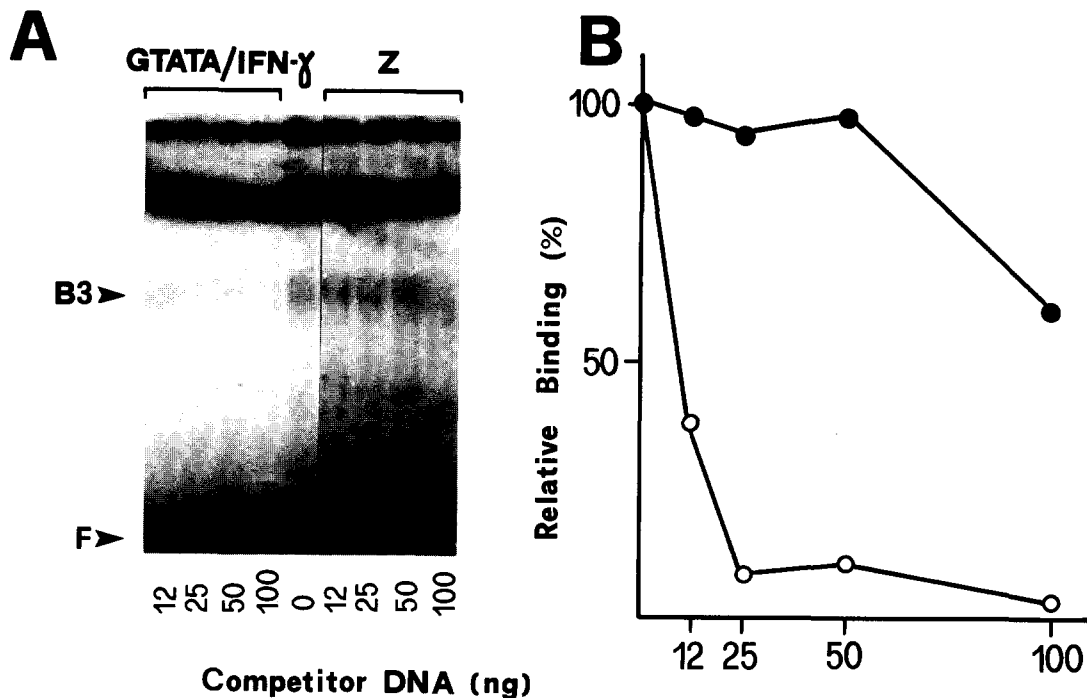 A
GTATA/IFN-γ
Z
B3
F
12 25 50 100 0 12 25 50 100
Competitor DNA (ng)
B
Relative Binding (%)
100
50
12 25 50 100